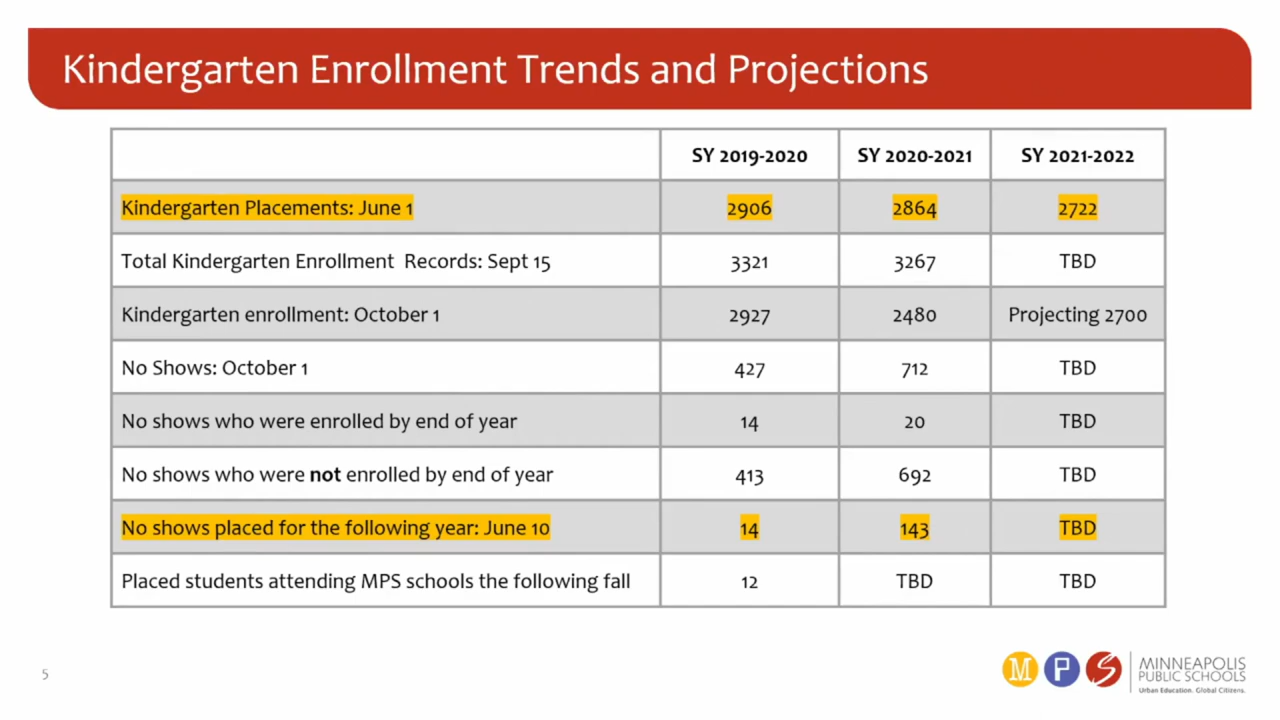 Kindergarten Enrollment Trends and Projections
SY 2019-2020 SY 2020-2021 SY 2021-2022
Kindergarten Placements: June 1 2906 2864 2722
Total Kindergarten Enrollment Records: Sept 15 3321 3267 TBD
Kindergarten enrollment: October 1 2927 2480 Projecting 2700
No Shows: October 1 427 712 TBD
No shows who were enrolled by end of year 14 20 TBD
No shows who were not enrolled by end of year 413 692 TBD
No shows placed for the following year: June 10 14 143 TBD
Placed students attending MPS schools the following fall 12 TBD TBD
5
M P S
MINNEAPOLIS
PUBLIC SCHOOLS
Urban Education. Global Citizens.